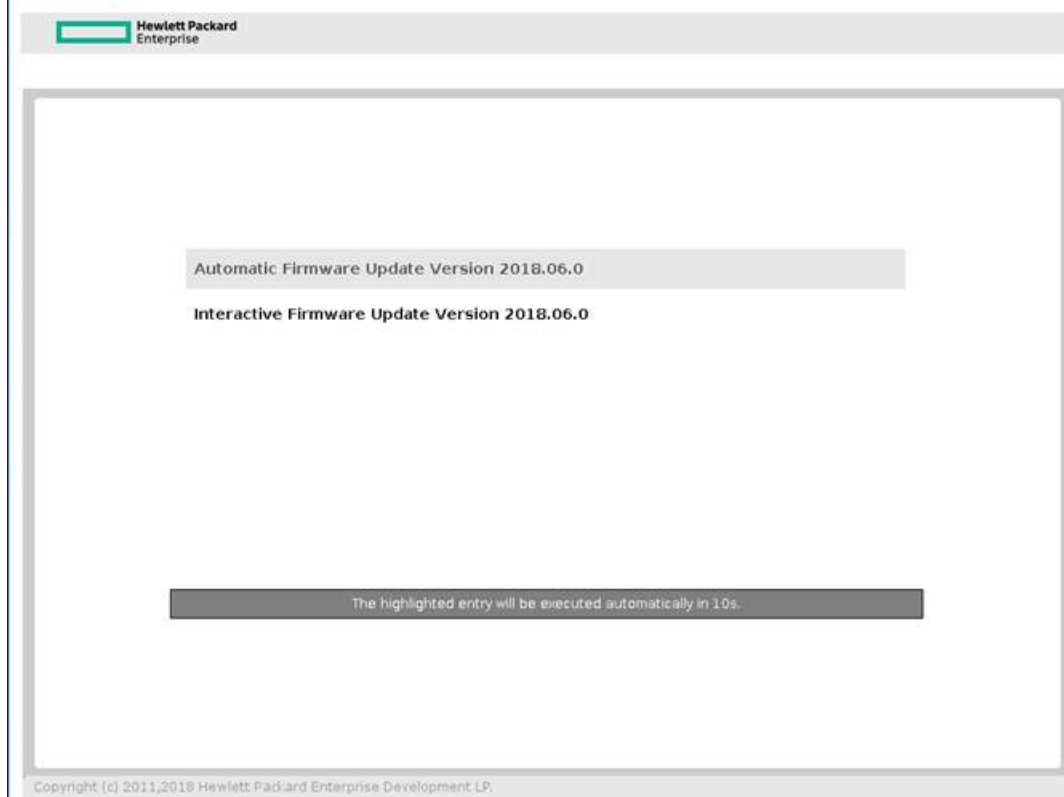 Hewlett Packard
Enterprise
Automatic Firmware Update Version 2018.06.0
Interactive Firmware Update Version 2018.06.0
The highlighted entry will be executed automatically in 10s.
Copyright (c) 2011,2018 Hewlett Packard Enterprise Development LP.